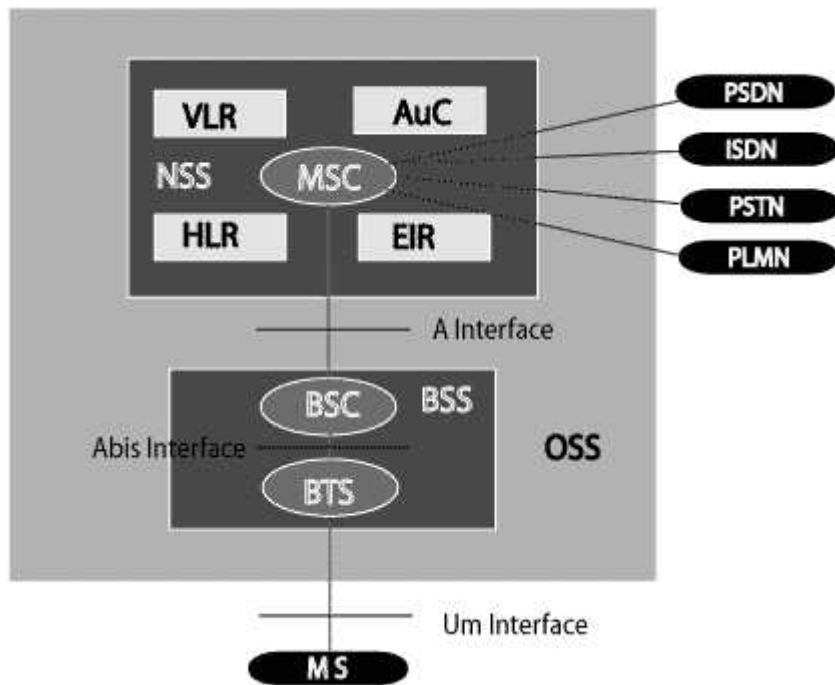 PSDN
VLR
AuC
ISDN
NSS
MSC
PSTN
HLR
EIR
PLMN
A Interface
BSC
BSS
Abis Interface
OSS
BTS
Um Interface
MS